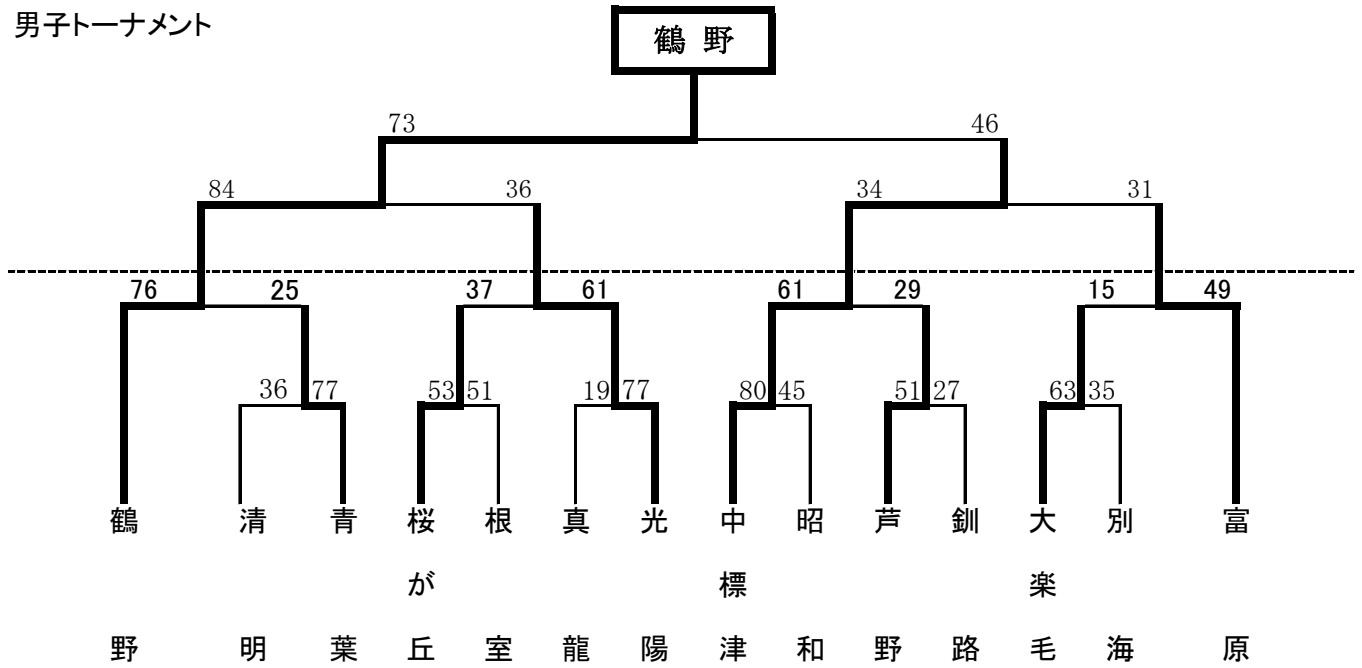 男子トーナメント
鶴 野
73 46
84 36 34 31
76 25 37 61 61 29 15 49
36 77 53 51 19 77 80 45 51 27 63 35
鶴野
清明
青葉
桜が丘
根室
真龍
光陽
中標津
昭和
芦野
釧路
大楽毛
別海
富原